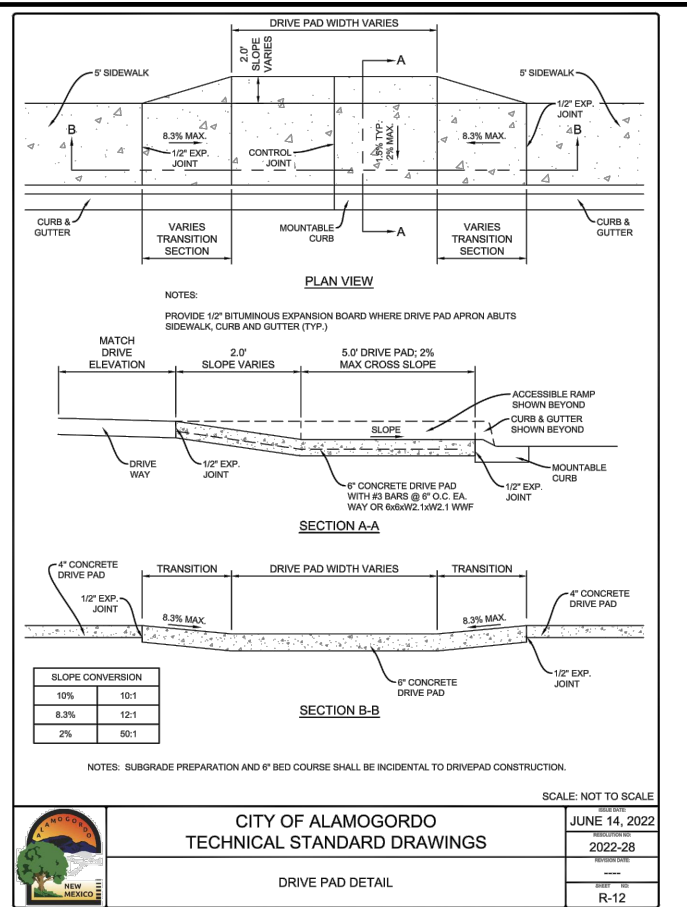 DRIVE PAD WIDTH VARIES
2.0'
SLOPE
VARIES
A
5' SIDEWALK
5' SIDEWALK
1/2" EXP.
JOINT
B
B
8.3% MAX.
8.3% MAX.
1/2" EXP.
JOINT
CONTROL
JOINT
1.5% TYP.
2% MAX.
CURB &
GUTTER
VARIES
TRANSITION
SECTION
MOUNTABLE
CURB
A
VARIES
TRANSITION
SECTION
CURB &
GUTTER
PLAN VIEW
NOTES:
PROVIDE 1/2" BITUMINOUS EXPANSION BOARD WHERE DRIVE PAD APRON ABUTS
SIDEWALK, CURB AND GUTTER (TYP.)
MATCH
DRIVE
ELEVATION
2.0'
SLOPE VARIES
5.0' DRIVE PAD; 2%
MAX CROSS SLOPE
ACCESSIBLE RAMP
SHOWN BEYOND
CURB & GUTTER
SHOWN BEYOND
SLOPE
DRIVE
WAY
1/2" EXP.
JOINT
6" CONCRETE DRIVE PAD
WITH #3 BARS @ 6" O.C. EA.
WAY OR 6x6xW2.1xW2.1 WWF
1/2" EXP.
JOINT
MOUNTABLE
CURB
SECTION A-A
4" CONCRETE
DRIVE PAD
TRANSITION
DRIVE PAD WIDTH VARIES
TRANSITION
1/2" EXP.
JOINT
4" CONCRETE
DRIVE PAD
8.3% MAX.
8.3% MAX.
6" CONCRETE
DRIVE PAD
1/2" EXP.
JOINT
SLOPE CONVERSION
10% 10:1
8.3% 12:1
2% 50:1
SECTION B-B
NOTES: SUBGRADE PREPARATION AND 6" BED COURSE SHALL BE INCIDENTAL TO DRIVEPAD CONSTRUCTION.
SCALE: NOT TO SCALE
ALAMOGORDO
NEW
MEXICO
CITY OF ALAMOGORDO
TECHNICAL STANDARD DRAWINGS
DRIVE PAD DETAIL
ISSUE DATE:
JUNE 14, 2022
RESOLUTION NO:
2022-28
REVISION DATE:
----
SHEET NO:
R-12